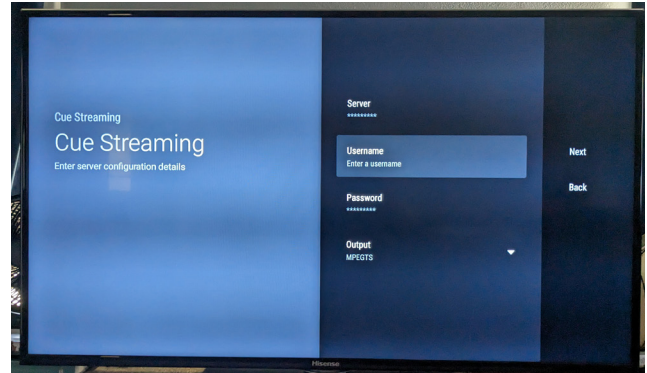 Cue Streaming
Cue Streaming
Enter server configuration details
Server
*********
Username
Enter a username
Password
*********
Output
MPEGTS
Next
Back
Hisense